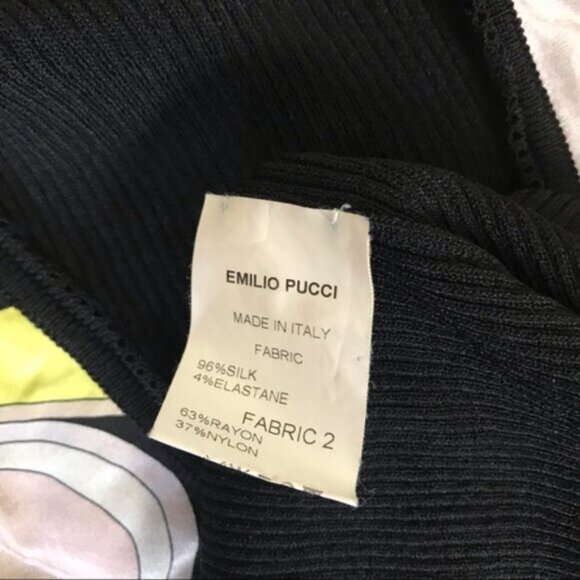 EMILIO PUCCI
MADE IN ITALY
FABRIC
96%SILK
4%ELASTANE
FABRIC 2
63%RAYON
37%NYLON